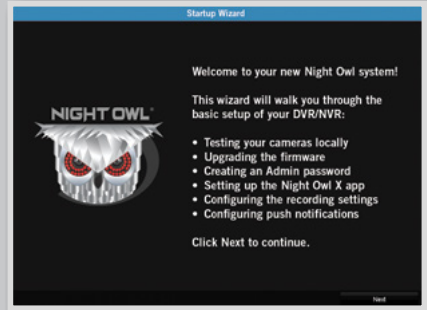 Startup Wizard
Welcome to your new Night Owl system!
NIGHT OWL
This wizard will walk you through the
basic setup of your DVR/NVR:
• Testing your cameras locally
• Upgrading the firmware
• Creating an Admin password
• Setting up the Night Owl X app
• Configuring the recording settings
• Configuring push notifications
Click Next to continue.
Next